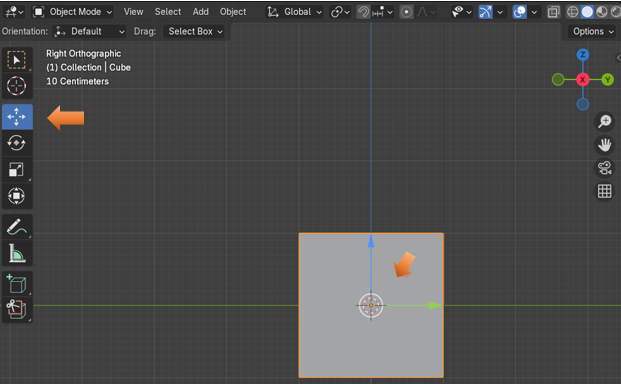 Object Mode View Select Add Object Global
Orientation: Default Drag: Select Box Options
Right Orthographic
(1) Collection | Cube
10 Centimeters
Z
X
Y